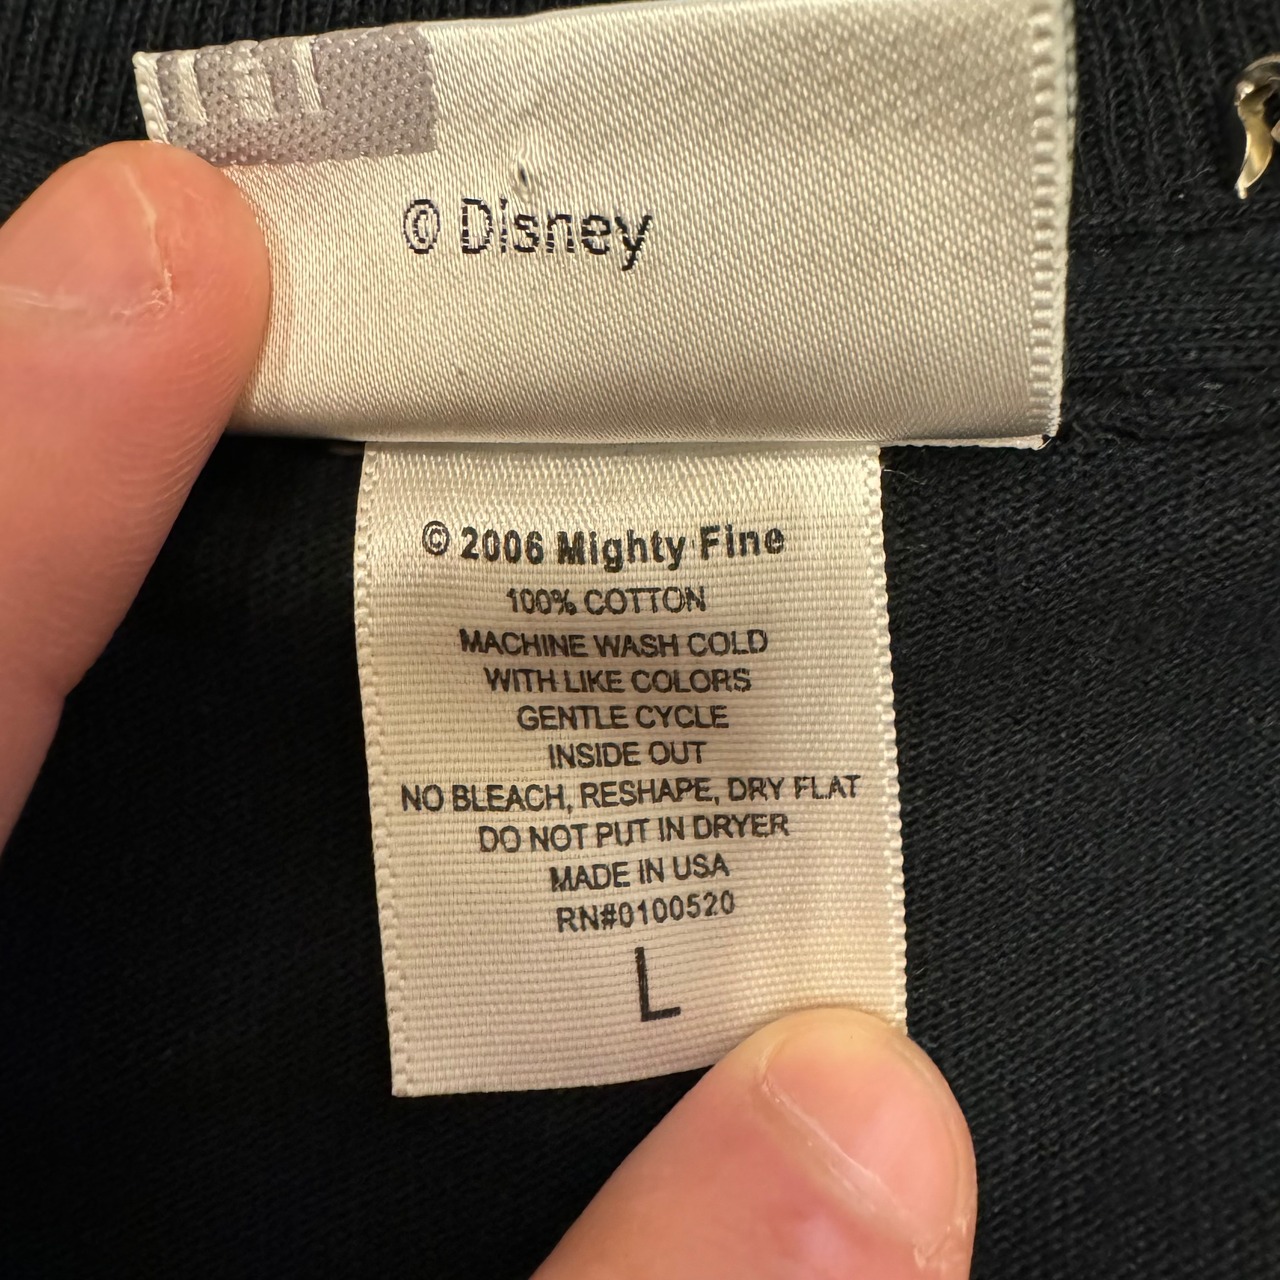 © Disney
© 2006 Mighty Fine
100% COTTON
MACHINE WASH COLD
WITH LIKE COLORS
GENTLE CYCLE
INSIDE OUT
NO BLEACH, RESHAPE, DRY FLAT
DO NOT PUT IN DRYER
MADE IN USA
RN#0100520
L